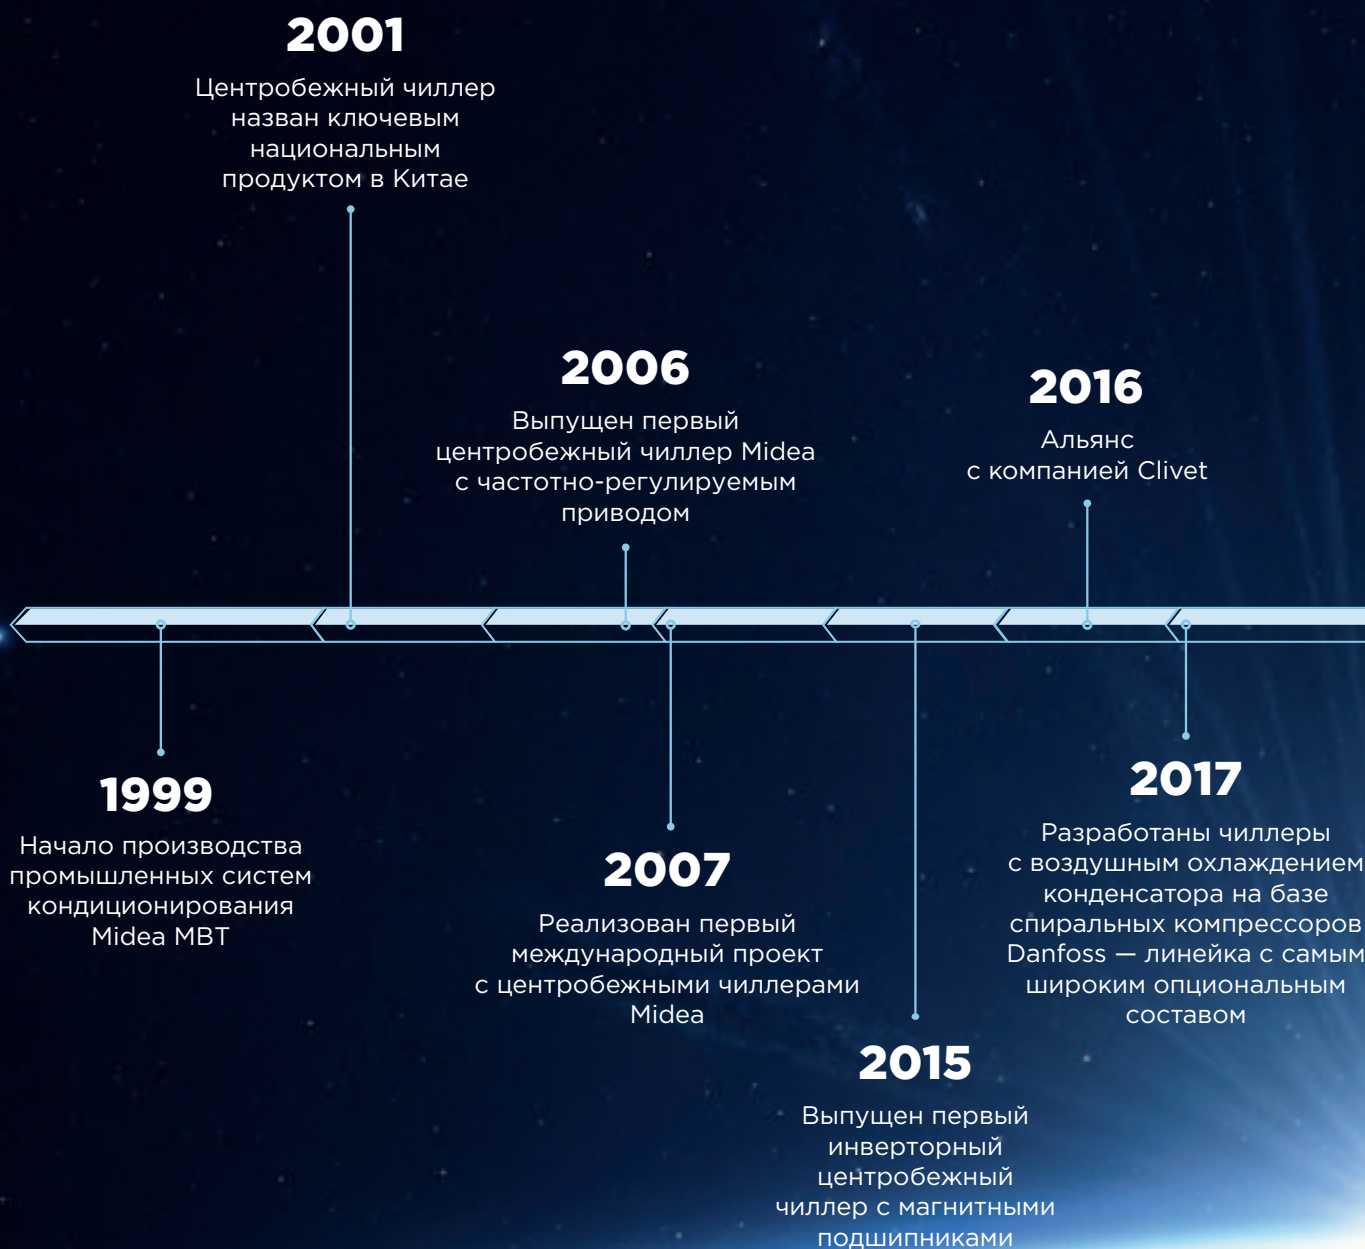 2001
Центробежный чиллер
назван ключевым
национальным
продуктом в Китае
2006
Выпущен первый
центробежный чиллер Midea
с частотно-регулируемым
приводом
2016
Альянс
с компанией Clivet
1999
Начало производства
промышленных систем
кондиционирования
Midea MBT
2007
Реализован первый
международный проект
с центробежными чиллерами
Midea
2015
Выпущен первый
инверторный
центробежный
чиллер с магнитными
подшипниками
2017
Разработаны чиллеры
с воздушным охлаждением
конденсатора на базе
спиральных компрессоров
Danfoss — линейка с самым
широким опциональным
составом